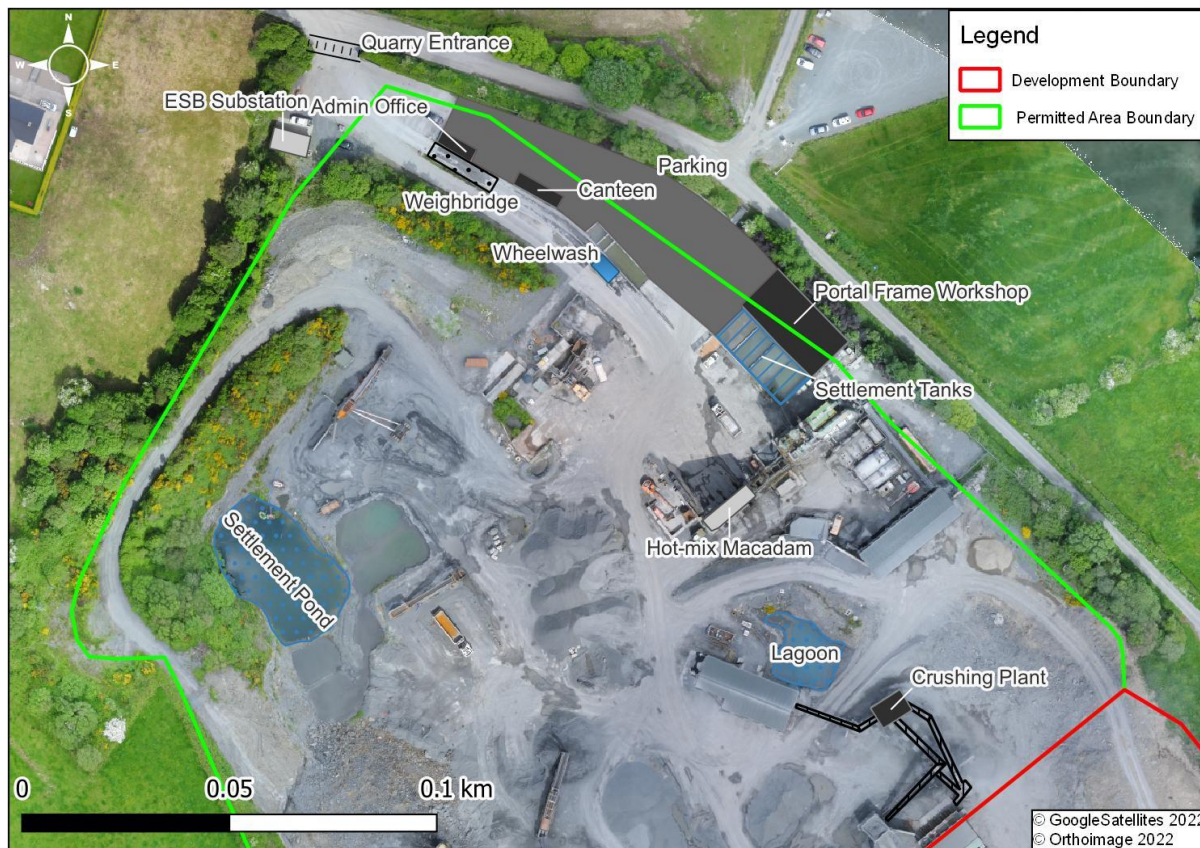 N
W
E
S
Quarry Entrance
ESB Substation
Admin Office
Parking
Weighbridge
Canteen
Wheelwash
Portal Frame Workshop
Settlement Tanks
Settlement Pond
Hot-mix Macadam
Lagoon
Crushing Plant
0 0.05 0.1 km
Legend
Development Boundary
Permitted Area Boundary
© GoogleSatellites 2022
© Orthoimage 2022